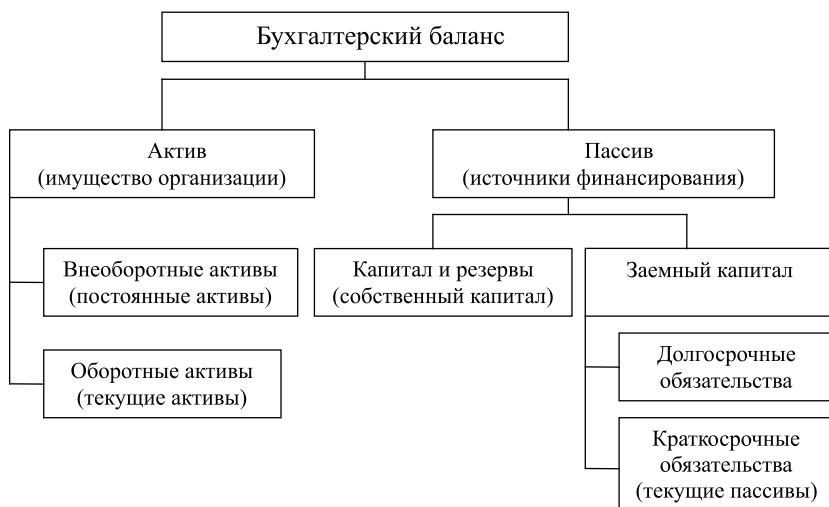 Бухгалтерский баланс
Актив
(имущество организации)
Пассив
(источники финансирования)
Внеоборотные активы
(постоянные активы)
Капитал и резервы
(собственный капитал)
Заемный капитал
Оборотные активы
(текущие активы)
Долгосрочные
обязательства
Краткосрочные
обязательства
(текущие пассивы)